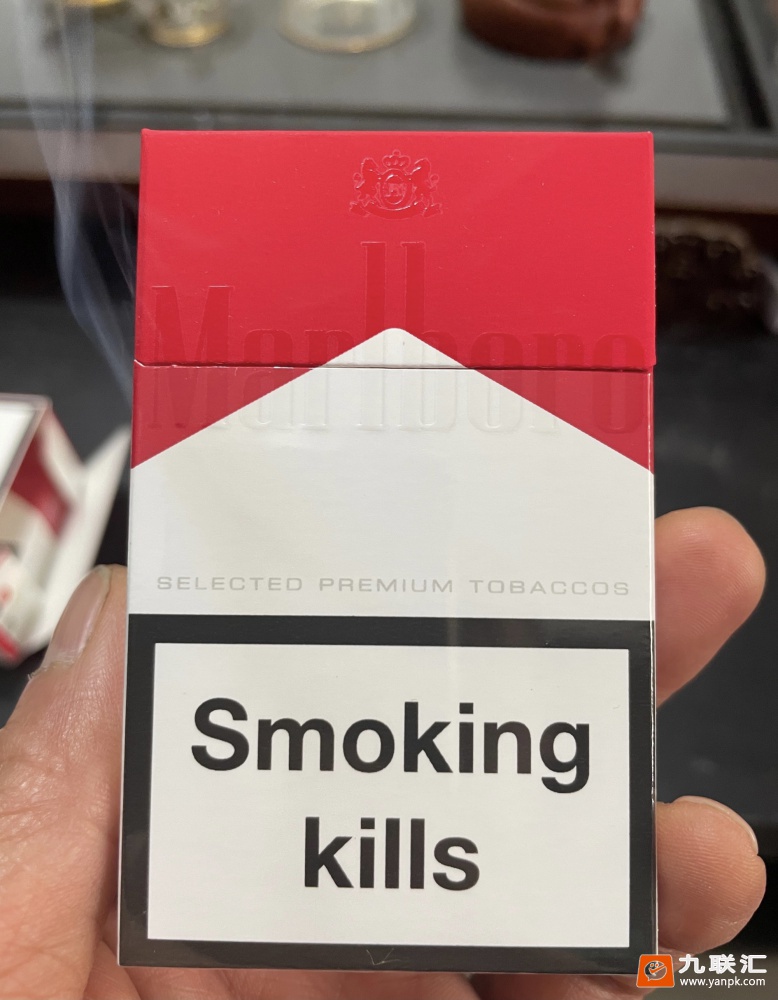 Marlboro
SELECTED PREMIUM TOBACCOS
Smoking
kills
九联汇
www.yanpk.com